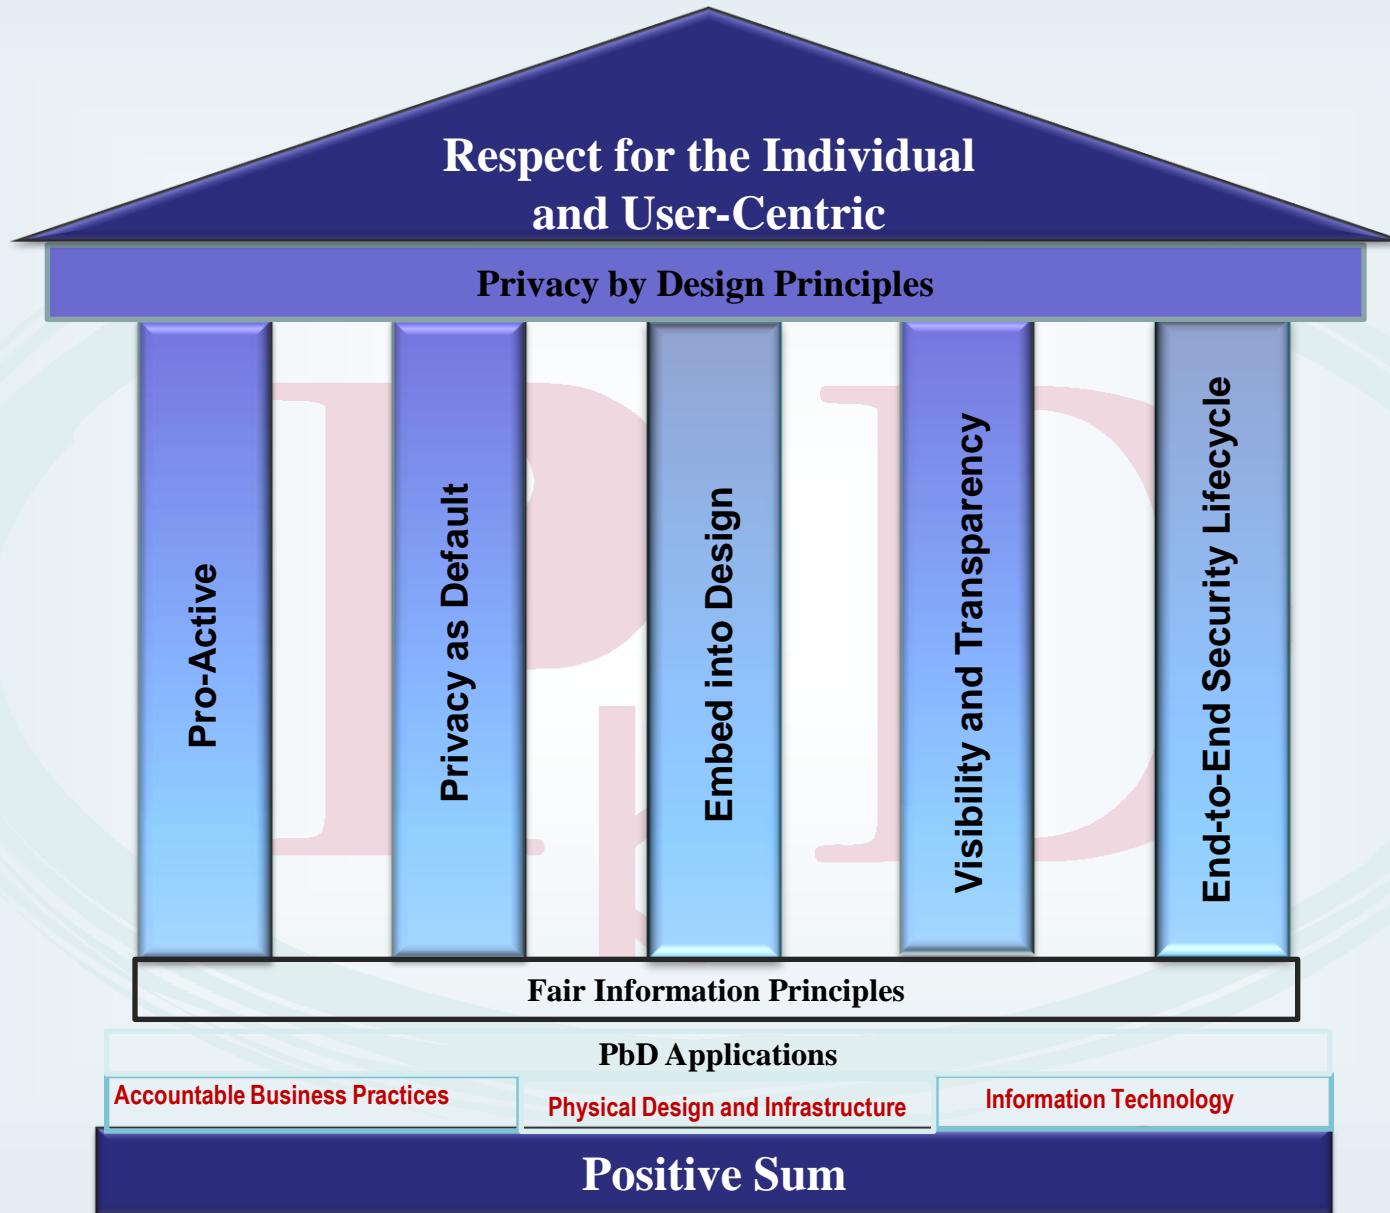 Respect for the Individual
and User-Centric
Privacy by Design Principles
Pro-Active
Privacy as Default
Embed into Design
Visibility and Transparency
End-to-End Security Lifecycle
Fair Information Principles
PbD Applications
Accountable Business Practices
Physical Design and Infrastructure
Information Technology
Positive Sum
PbD